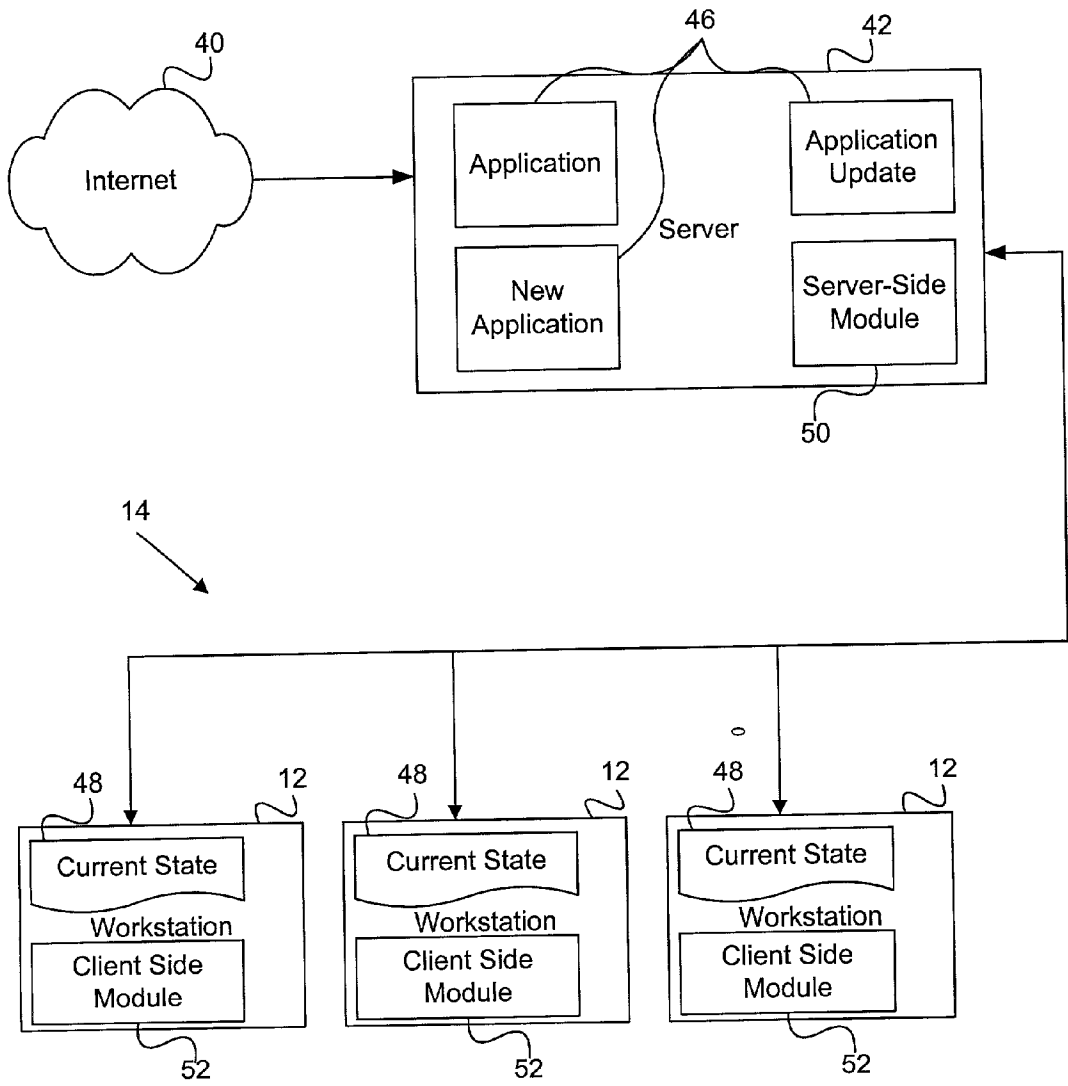 46
42
40
Application
Application
Update
Internet
Server
New
Application
Server-Side
Module
50
14
48
12
48
12
48
12
Current State
Current State
Current State
Workstation
Workstation
Workstation
Client Side
Module
Client Side
Module
Client Side
Module
52
52
52